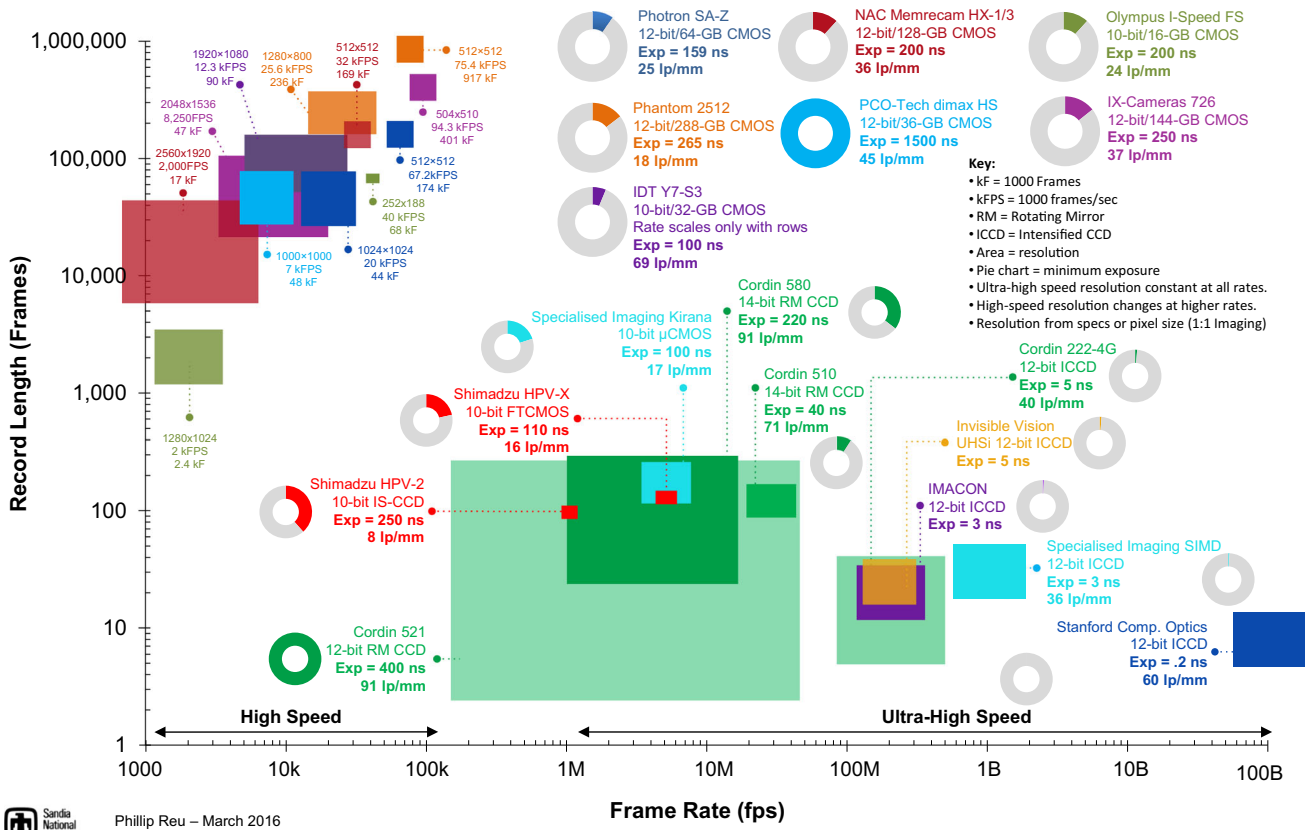 Photron SA-Z
12-bit/64-GB CMOS
Exp = 159 ns
25 lp/mm
NAC Memrecam HX-1/3
12-bit/128-GB CMOS
Exp = 200 ns
36 lp/mm
Olympus I-Speed FS
10-bit/16-GB CMOS
Exp = 200 ns
24 lp/mm
Phantom 2512
12-bit/288-GB CMOS
Exp = 265 ns
18 lp/mm
PCO-Tech dimax HS
12-bit/36-GB CMOS
Exp = 1500 ns
45 lp/mm
IX-Cameras 726
12-bit/144-GB CMOS
Exp = 250 ns
37 lp/mm
IDT Y7-S3
10-bit/32-GB CMOS
Rate scales only with rows
Exp = 100 ns
69 lp/mm
Key:
• kF = 1000 Frames
• kFPS = 1000 frames/sec
• RM = Rotating Mirror
• ICCD = Intensified CCD
• Area = resolution
• Pie chart = minimum exposure
• Ultra-high speed resolution constant at all rates.
• High-speed resolution changes at higher rates.
• Resolution from specs or pixel size (1:1 Imaging)
1920×1080
12.3 kFPS
90 kF
1280×800
25.6 kFPS
236 kF
512x512
32 kFPS
169 kF
512×512
75.4 kFPS
917 kF
2048x1536
8,250FPS
47 kF
504x510
94.3 kFPS
401 kF
2560x1920
2,000FPS
17 kF
512×512
67.2kFPS
174 kF
252x188
40 kFPS
68 kF
1000×1000
7 kFPS
48 kF
1024×1024
20 kFPS
44 kF
1280x1024
2 kFPS
2.4 kF
Cordin 580
14-bit RM CCD
Exp = 220 ns
91 lp/mm
Specialised Imaging Kirana
10-bit µCMOS
Exp = 100 ns
17 lp/mm
Cordin 222-4G
12-bit ICCD
Exp = 5 ns
40 lp/mm
Cordin 510
14-bit RM CCD
Exp = 40 ns
71 lp/mm
Shimadzu HPV-X
10-bit FTCMOS
Exp = 110 ns
16 lp/mm
Invisible Vision
UHSi 12-bit ICCD
Exp = 5 ns
Shimadzu HPV-2
10-bit IS-CCD
Exp = 250 ns
8 lp/mm
IMACON
12-bit ICCD
Exp = 3 ns
Specialised Imaging SIMD
12-bit ICCD
Exp = 3 ns
36 lp/mm
Cordin 521
12-bit RM CCD
Exp = 400 ns
91 lp/mm
Stanford Comp. Optics
12-bit ICCD
Exp = .2 ns
60 lp/mm
High Speed
Ultra-High Speed
Record Length (Frames)
1,000,000
100,000
10,000
1,000
100
10
1
1000
10k
100k
1M
10M
100M
1B
10B
100B
Frame Rate (fps)
Sandia
National
Phillip Reu – March 2016